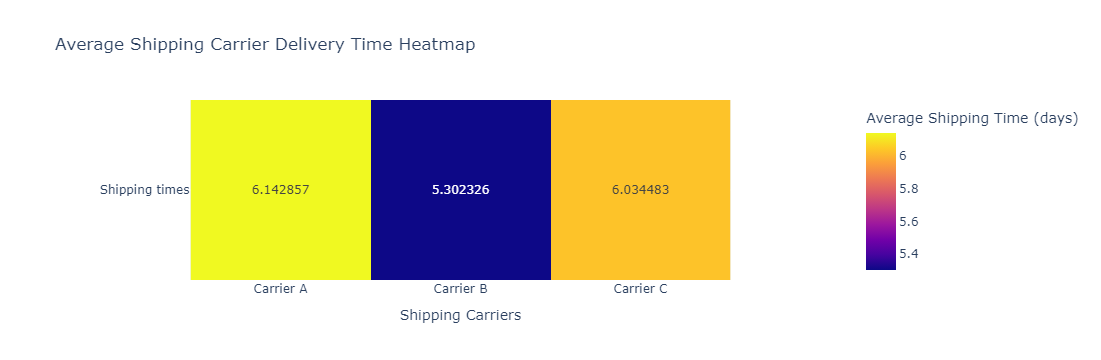 Average Shipping Carrier Delivery Time Heatmap
Average Shipping Time (days)
Shipping times
6.142857
5.302326
6.034483
6
5.8
5.6
5.4
Carrier A
Carrier B
Carrier C
Shipping Carriers